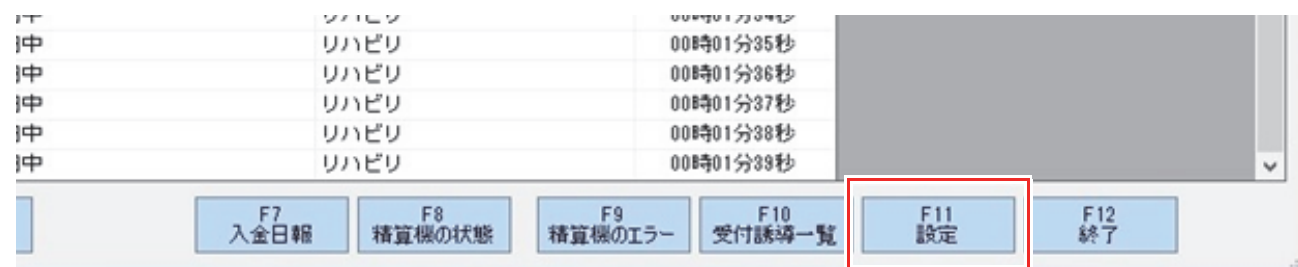 中 リハビリ 00時01分35秒
中 リハビリ 00時01分36秒
中 リハビリ 00時01分37秒
中 リハビリ 00時01分38秒
中 リハビリ 00時01分39秒
F7 F8 F9 F10 F11 F12
入金日報 精算機の状態 精算機のエラー 受付誘導一覧 設定 終了